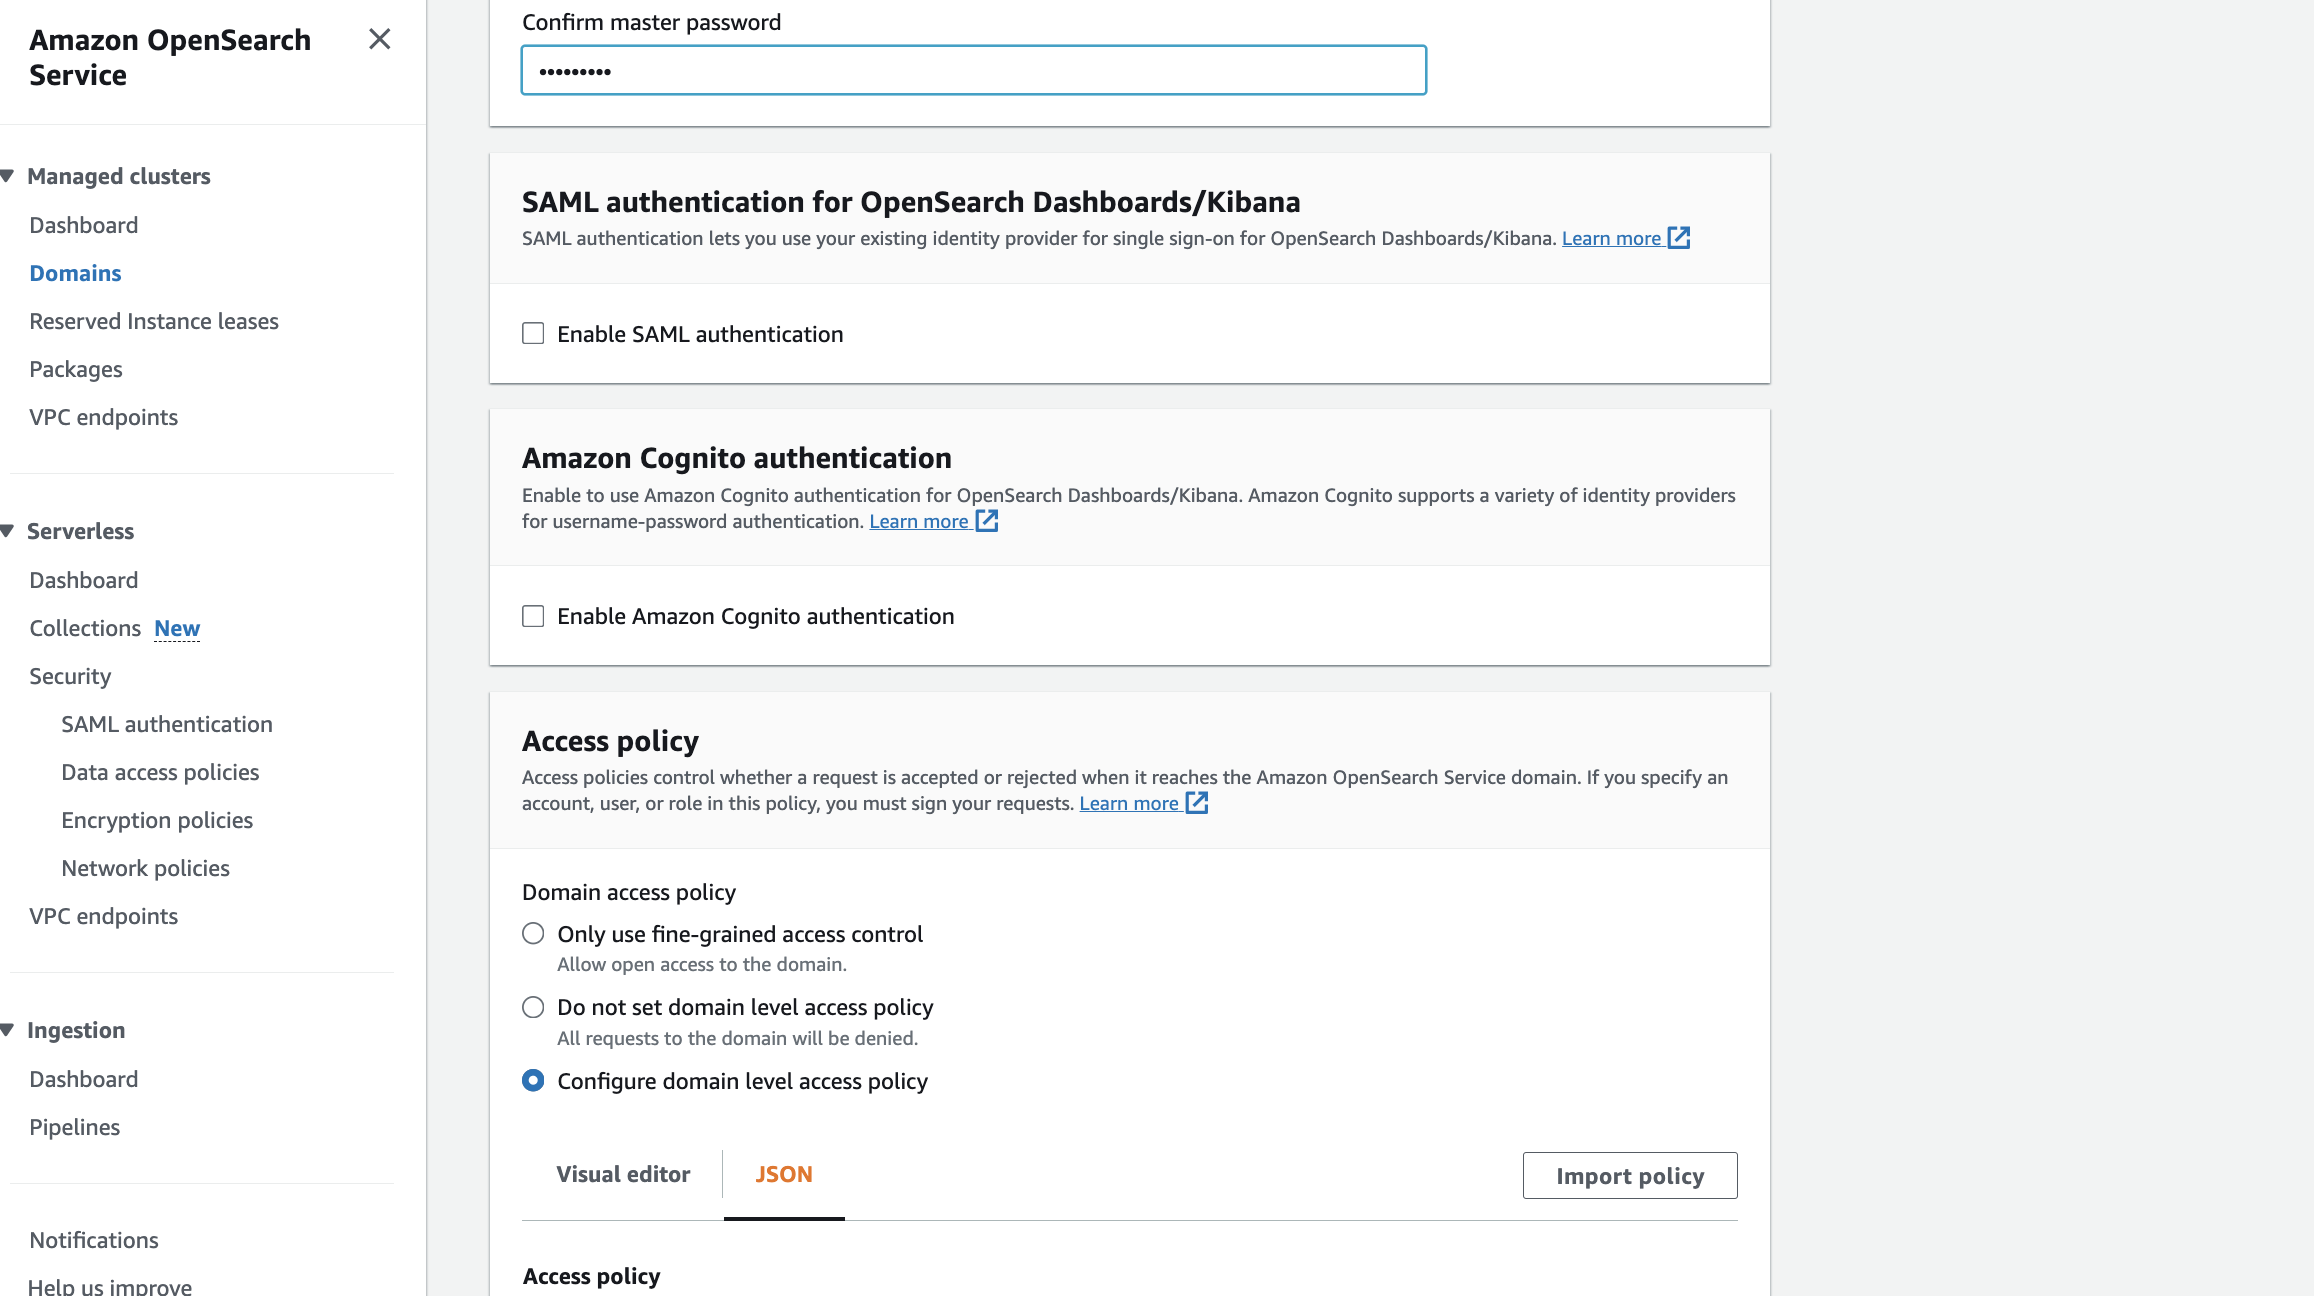 Amazon OpenSearch
Service
Managed clusters
Dashboard
Domains
Reserved Instance leases
Packages
VPC endpoints
Serverless
Dashboard
Collections New
Security
SAML authentication
Data access policies
Encryption policies
Network policies
VPC endpoints
Ingestion
Dashboard
Pipelines
Notifications
Help us improve
Confirm master password
•••••••••
SAML authentication for OpenSearch Dashboards/Kibana
SAML authentication lets you use your existing identity provider for single sign-on for OpenSearch Dashboards/Kibana. Learn more
Enable SAML authentication
Amazon Cognito authentication
Enable to use Amazon Cognito authentication for OpenSearch Dashboards/Kibana. Amazon Cognito supports a variety of identity providers
for username-password authentication. Learn more
Enable Amazon Cognito authentication
Access policy
Access policies control whether a request is accepted or rejected when it reaches the Amazon OpenSearch Service domain. If you specify an
account, user, or role in this policy, you must sign your requests. Learn more
Domain access policy
Only use fine-grained access control
Allow open access to the domain.
Do not set domain level access policy
All requests to the domain will be denied.
Configure domain level access policy
Visual editor JSON Import policy
Access policy